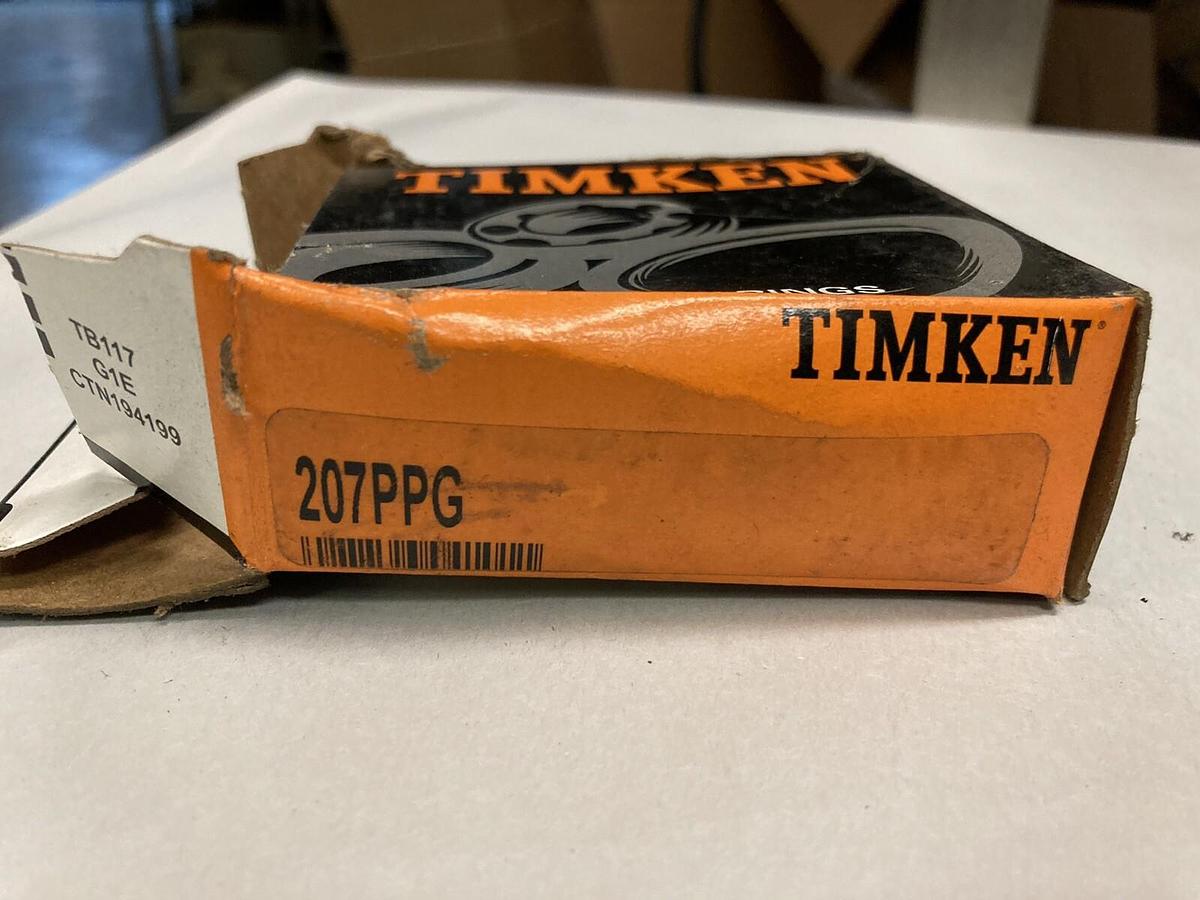 TIMKEN
TIMKEN®
TB117
G1E
CTN194199
207PPG